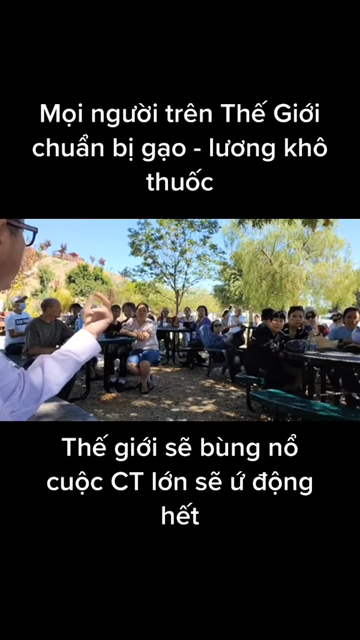 Mọi người trên Thế Giới
chuẩn bị gạo - lương khô
thuốc
Thế giới sẽ bùng nổ
cuộc CT lớn sẽ ứ động
hết